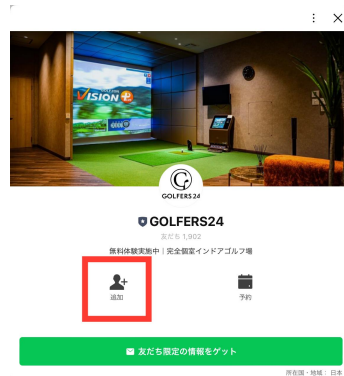 VISION
GOLFERS24
GOLFERS24
友だち 1,902
無料体験実施中｜完全個室インドアゴルフ場
追加
予約
友だち限定の情報をゲット
所在国・地域： 日本